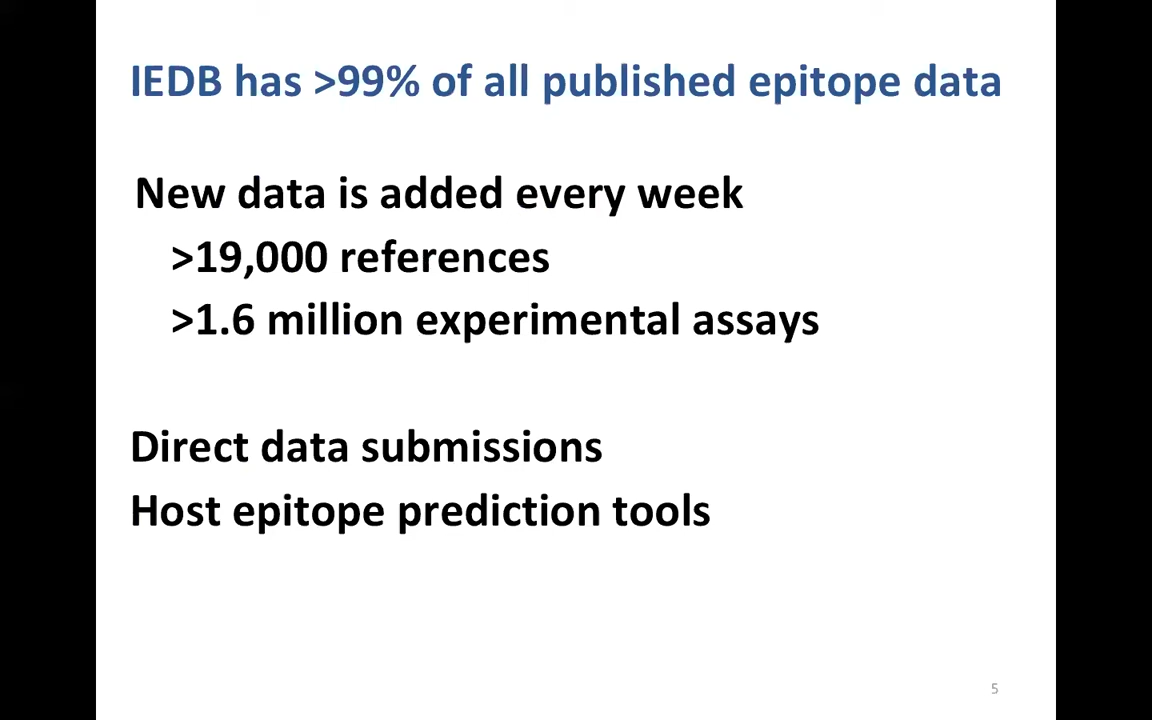 IEDB has >99% of all published epitope data
New data is added every week
>19,000 references
>1.6 million experimental assays
Direct data submissions
Host epitope prediction tools
5